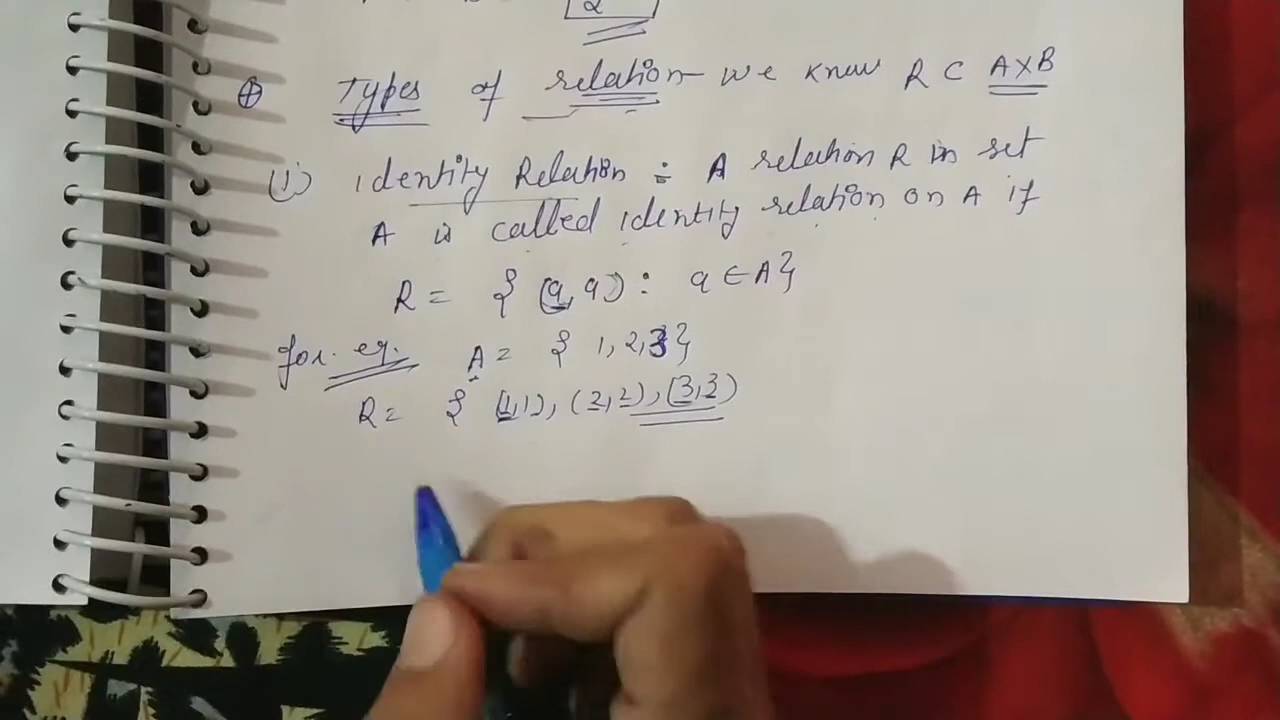 2
⊕ Types of relation - we know R ⊂ A×B
(i) identity Relation ÷ A relation R in set
A is called identity relation on A if
R = { (a, a) : a ∈ A }
for. eg. A = { 1, 2, 3 }
R = { (1,1), (2,2), (3,3)